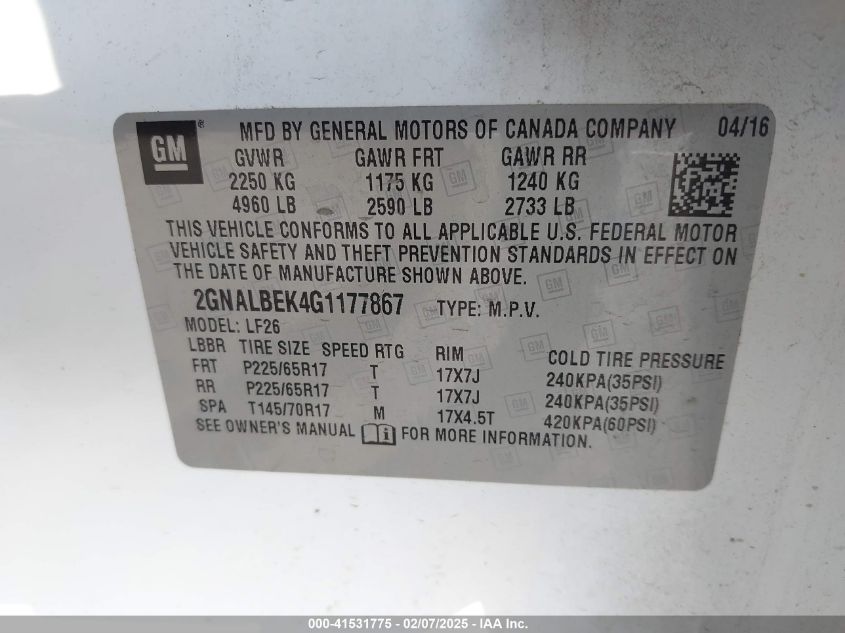 GM ® MFD BY GENERAL MOTORS OF CANADA COMPANY 04/16
GVWR GAWR FRT GAWR RR
2250 KG 1175 KG 1240 KG
4960 LB 2590 LB 2733 LB
THIS VEHICLE CONFORMS TO ALL APPLICABLE U.S. FEDERAL MOTOR
VEHICLE SAFETY AND THEFT PREVENTION STANDARDS IN EFFECT ON
THE DATE OF MANUFACTURE SHOWN ABOVE.
2GNALBEK4G1177867 TYPE: M.P.V.
MODEL: LF26
LBBR TIRE SIZE SPEED RTG RIM COLD TIRE PRESSURE
FRT P225/65R17 T 17X7J 240KPA(35PSI)
RR P225/65R17 T 17X7J 240KPA(35PSI)
SPA T145/70R17 M 17X4.5T 420KPA(60PSI)
SEE OWNER'S MANUAL i FOR MORE INFORMATION.
000-41531775 - 02/07/2025 - IAA Inc.